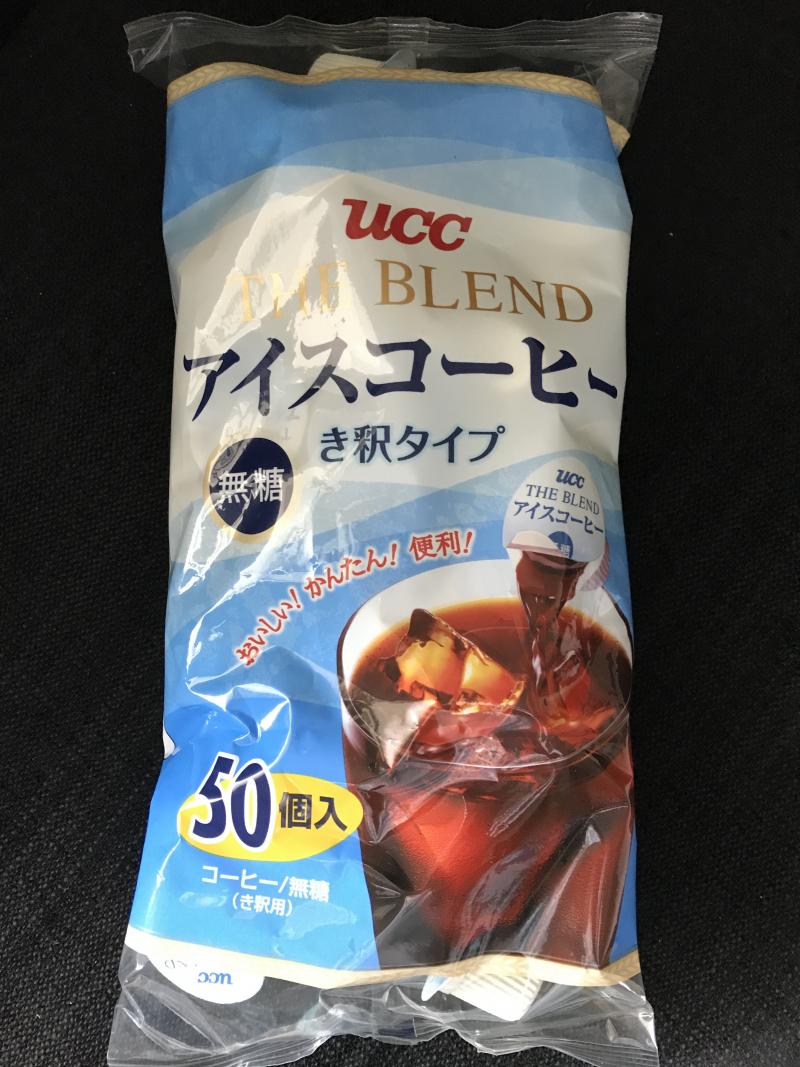 UCC
THE BLEND
アイスコーヒー
き釈タイプ
無糖
UCC
THE BLEND
アイスコーヒー
おいしい! かんたん! 便利!
50個入
コーヒー/無糖
(き釈用)
UCC